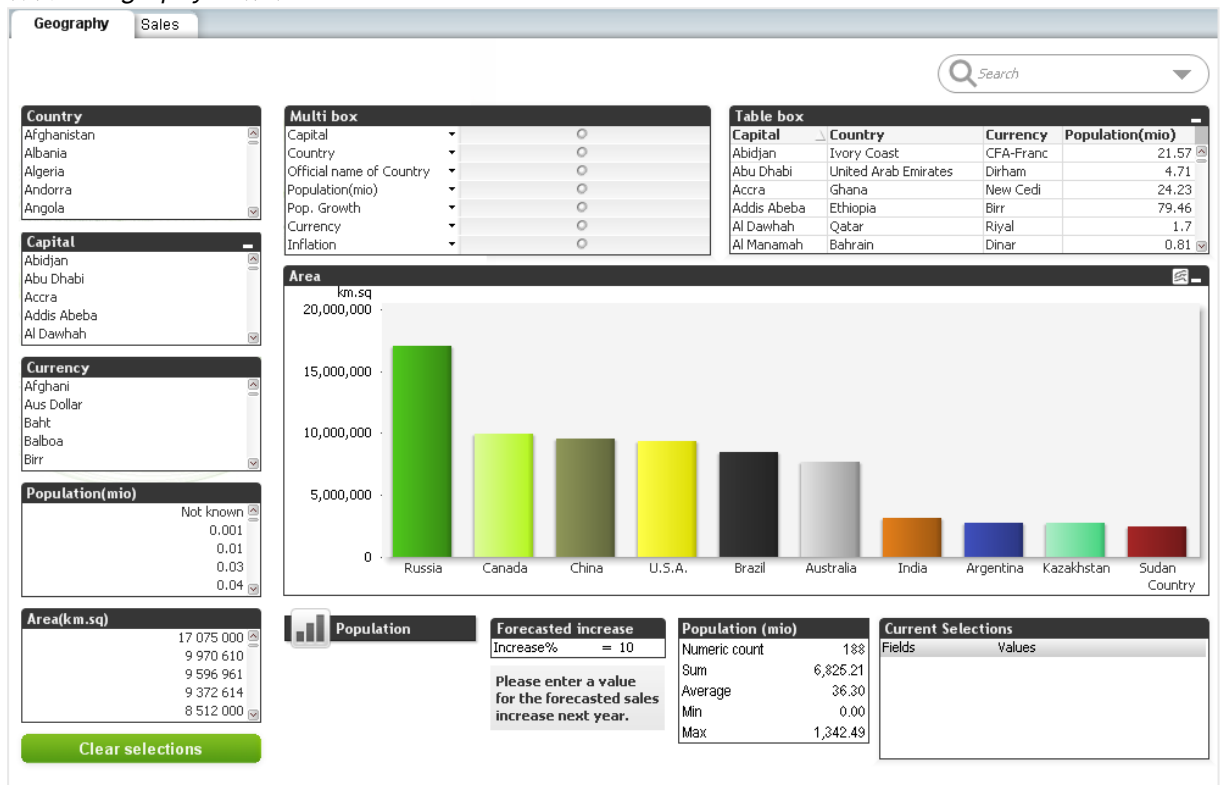 Geography
Sales
Search
Country
Afghanistan
Albania
Algeria
Andorra
Angola
Capital
Abidjan
Abu Dhabi
Accra
Addis Abeba
Al Dawhah
Currency
Afghani
Aus Dollar
Baht
Balboa
Birr
Population(mio)
Not known
0.001
0.01
0.03
0.04
Area(km.sq)
17 075 000
9 970 610
9 596 961
9 372 614
8 512 000
Clear selections
Multi box
Capital
Country
Official name of Country
Population(mio)
Pop. Growth
Currency
Inflation
Table box
Capital Country Currency Population(mio)
Abidjan Ivory Coast CFA-Franc 21.57
Abu Dhabi United Arab Emirates Dirham 4.71
Accra Ghana New Cedi 24.23
Addis Abeba Ethiopia Birr 79.46
Al Dawhah Qatar Riyal 1.7
Al Manamah Bahrain Dinar 0.81
Area
km.sq
20,000,000
15,000,000
10,000,000
5,000,000
0
Russia Canada China U.S.A. Brazil Australia India Argentina Kazakhstan Sudan
Country
Population
Forecasted increase
Increase% = 10
Please enter a value
for the forecasted sales
increase next year.
Population (mio)
Numeric count 188
Sum 6,825.21
Average 36.30
Min 0.00
Max 1,342.49
Current Selections
Fields Values